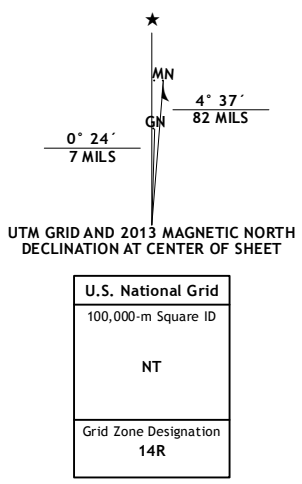 ★
MN
4° 37´
82 MILS
GN
0° 24´
7 MILS
UTM GRID AND 2013 MAGNETIC NORTH
DECLINATION AT CENTER OF SHEET
U.S. National Grid
100,000-m Square ID
NT
Grid Zone Designation
14R